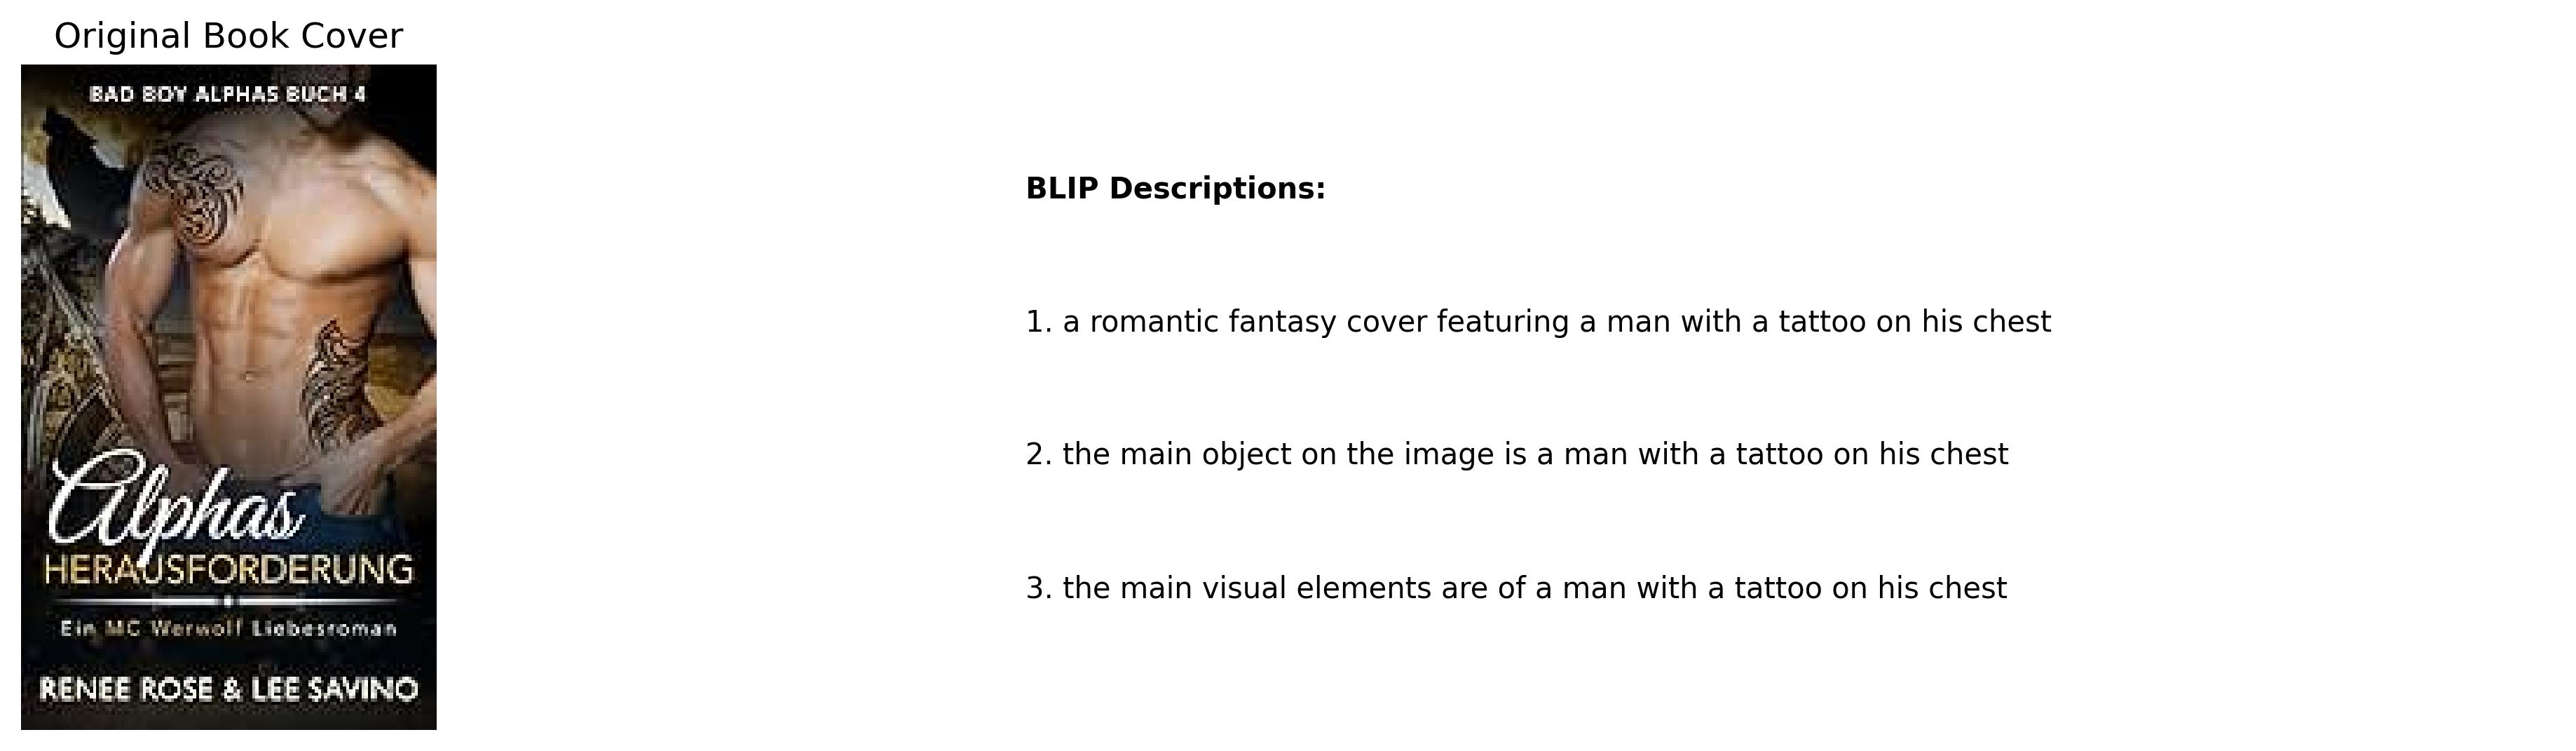 Original Book Cover
BAD BOY ALPHAS BUCH 4
Alphas
HERAUSFORDERUNG
Ein MC Werwolf Liebesroman
RENEE ROSE & LEE SAVINO
BLIP Descriptions:
1. a romantic fantasy cover featuring a man with a tattoo on his chest
2. the main object on the image is a man with a tattoo on his chest
3. the main visual elements are of a man with a tattoo on his chest